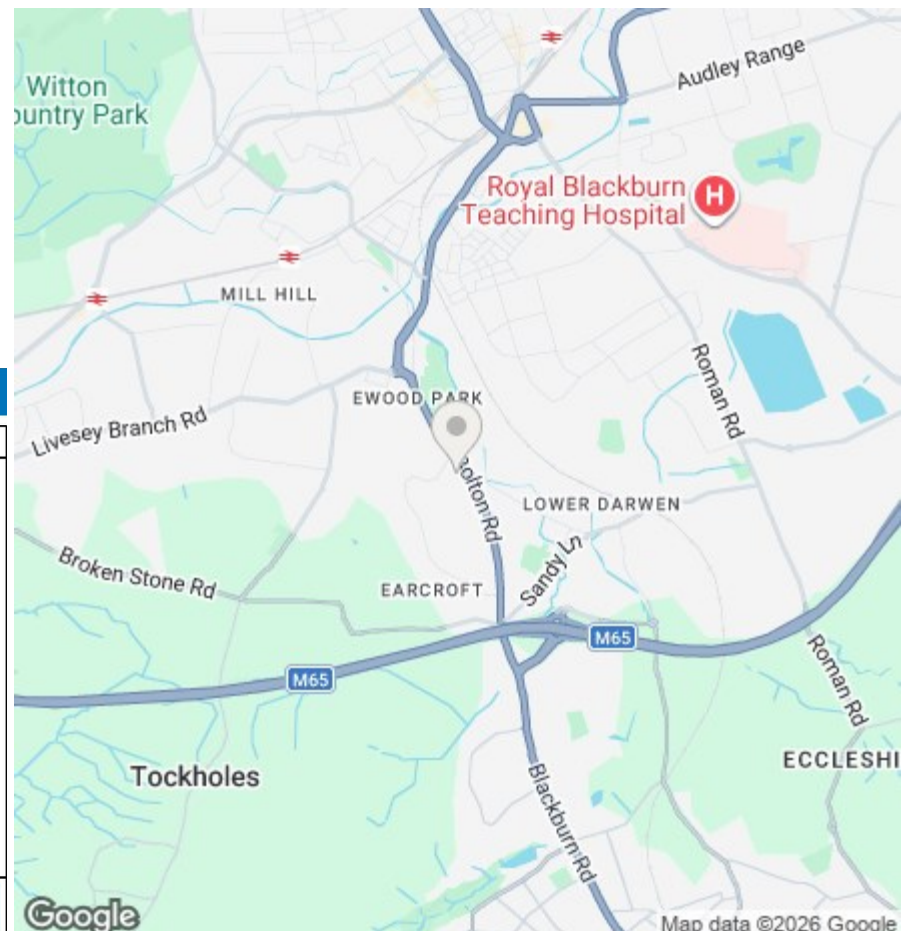 Witton
ountry Park
Audley Range
Royal Blackburn
Teaching Hospital
H
MILL HILL
Roman Rd
EWOOD PARK
Livesey Branch Rd
olton Rd
LOWER DARWEN
Sandy Ln
Broken Stone Rd
EARCROFT
M65
M65
Roman Rd
Tockholes
ECCLESHI
Blackburn Rd
Google
Map data ©2026 Google